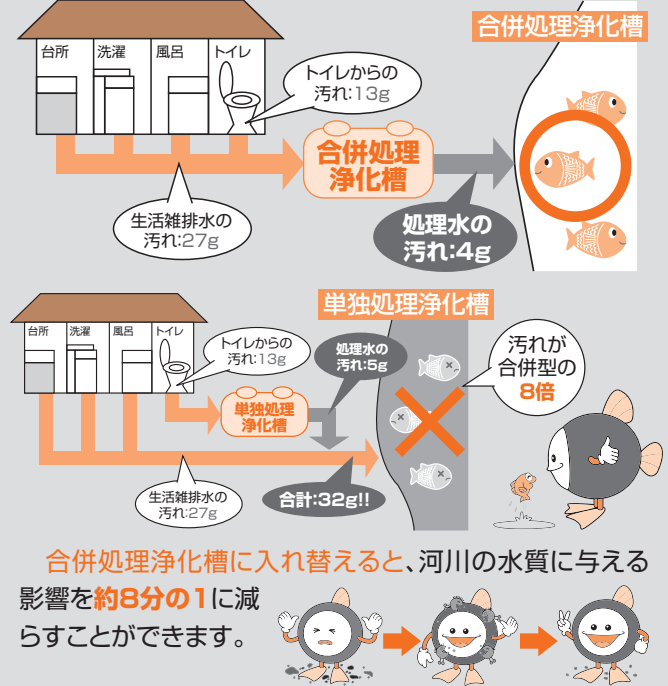 合併処理浄化槽
台所
洗濯
風呂
トイレ
トイレからの
汚れ:13g
合併処理
浄化槽
生活雑排水の
汚れ:27g
処理水の
汚れ:4g
単独処理浄化槽
台所
洗濯
風呂
トイレ
トイレからの
汚れ:13g
処理水の
汚れ:5g
汚れが
合併型の
8倍
単独処理
浄化槽
生活雑排水の
汚れ:27g
合計:32g!!
合併処理浄化槽に入れ替えると、河川の水質に与える
影響を約8分の1に減
らすことができます。